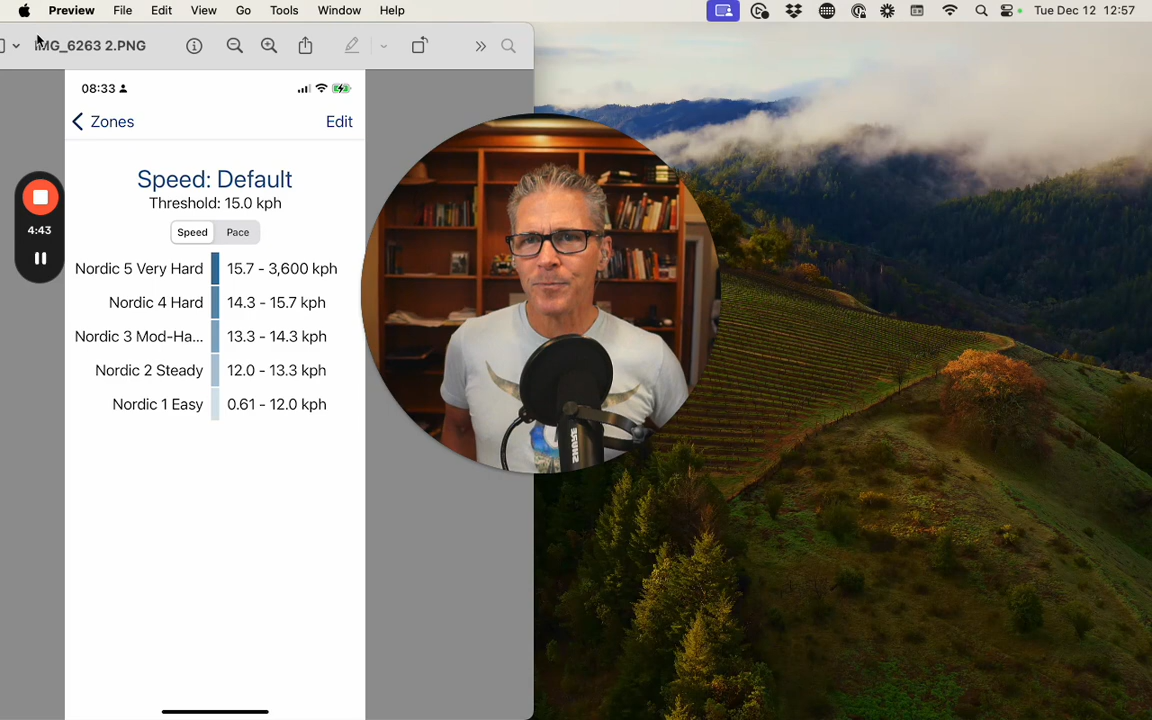 Preview File Edit View Go Tools Window Help Tue Dec 12 12:57
IMG_6263 2.PNG
08:33
Zones Edit
Speed: Default
Threshold: 15.0 kph
Speed Pace
4:43
Nordic 5 Very Hard 15.7 - 3,600 kph
Nordic 4 Hard 14.3 - 15.7 kph
Nordic 3 Mod-Ha... 13.3 - 14.3 kph
Nordic 2 Steady 12.0 - 13.3 kph
Nordic 1 Easy 0.61 - 12.0 kph
SHURE